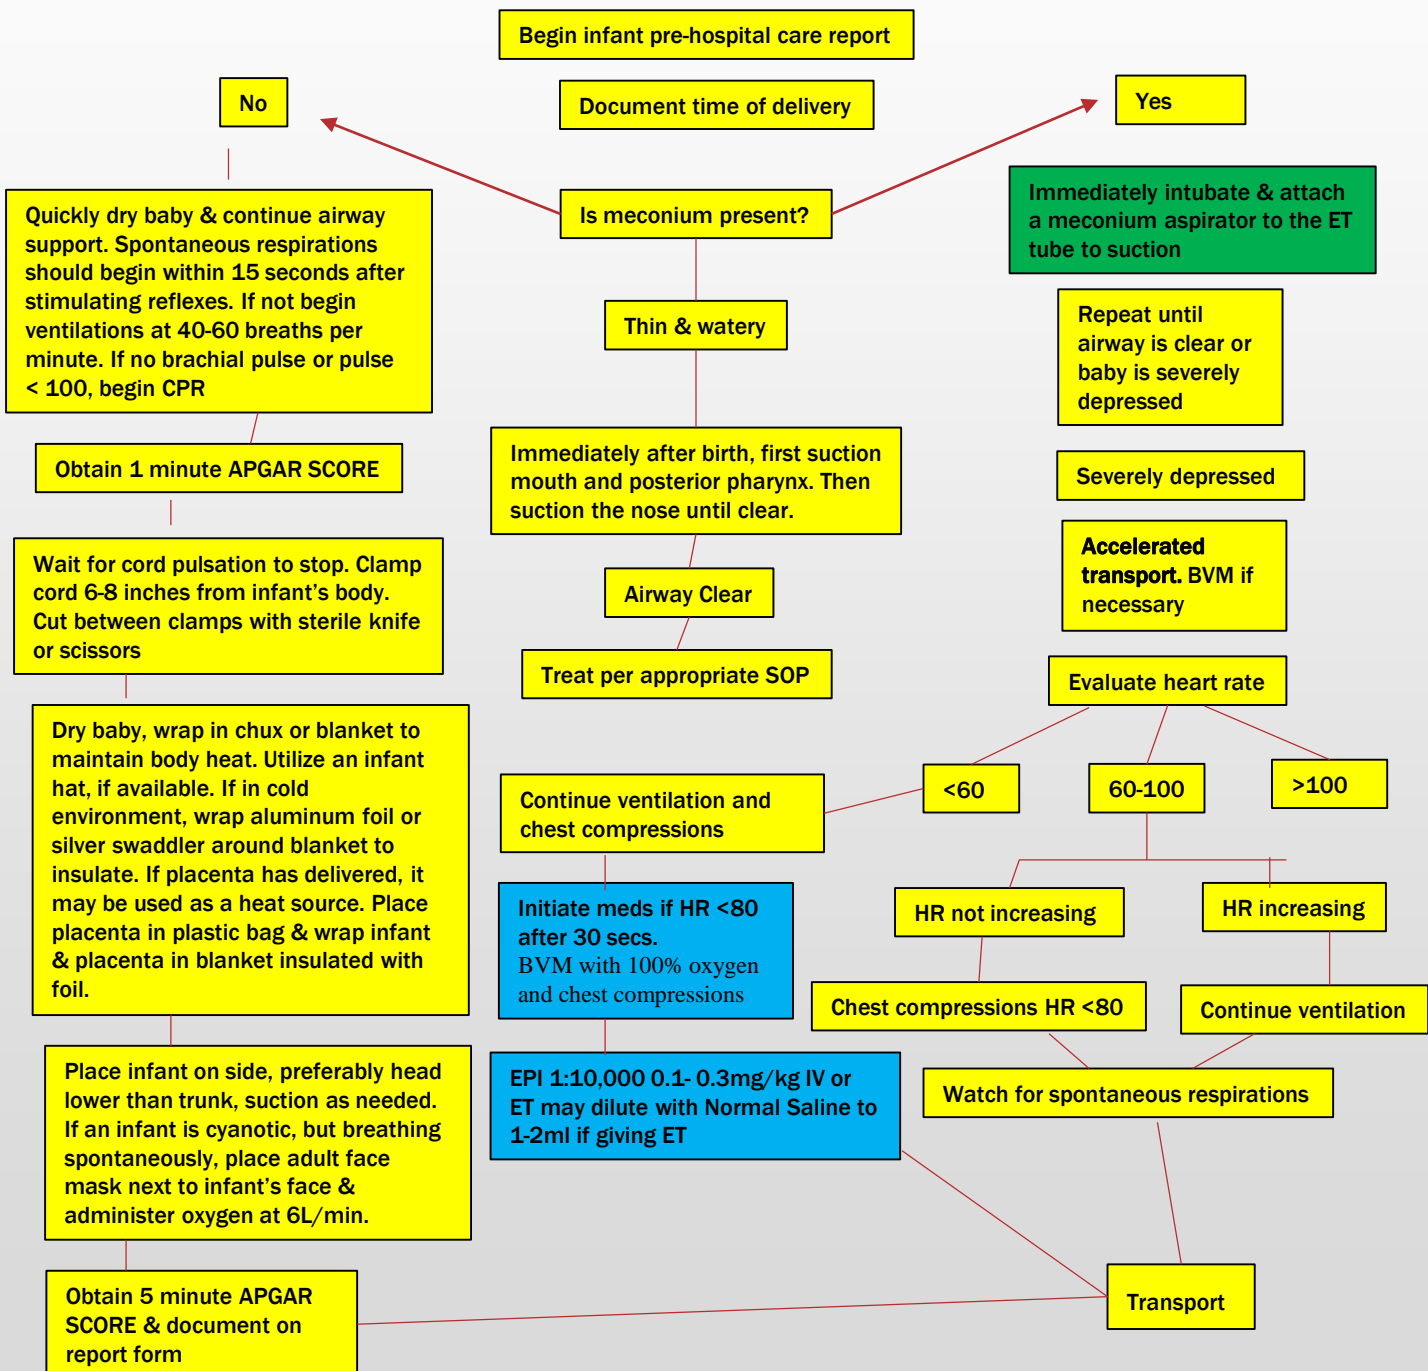 Begin infant pre-hospital care report
Document time of delivery
Is meconium present?
No
Quickly dry baby & continue airway
support. Spontaneous respirations
should begin within 15 seconds after
stimulating reflexes. If not begin
ventilations at 40-60 breaths per
minute. If no brachial pulse or pulse
< 100, begin CPR
Obtain 1 minute APGAR SCORE
Wait for cord pulsation to stop. Clamp
cord 6-8 inches from infant’s body.
Cut between clamps with sterile knife
or scissors
Dry baby, wrap in chux or blanket to
maintain body heat. Utilize an infant
hat, if available. If in cold
environment, wrap aluminum foil or
silver swaddler around blanket to
insulate. If placenta has delivered, it
may be used as a heat source. Place
placenta in plastic bag & wrap infant
& placenta in blanket insulated with
foil.
Place infant on side, preferably head
lower than trunk, suction as needed.
If an infant is cyanotic, but breathing
spontaneously, place adult face
mask next to infant’s face &
administer oxygen at 6L/min.
Obtain 5 minute APGAR
SCORE & document on
report form
Thin & watery
Immediately after birth, first suction
mouth and posterior pharynx. Then
suction the nose until clear.
Airway Clear
Treat per appropriate SOP
Yes
Immediately intubate & attach
a meconium aspirator to the ET
tube to suction
Repeat until
airway is clear or
baby is severely
depressed
Severely depressed
Accelerated
transport. BVM if
necessary
Evaluate heart rate
<60
60-100
>100
Continue ventilation and
chest compressions
Initiate meds if HR <80
after 30 secs.
BVM with 100% oxygen
and chest compressions
EPI 1:10,000 0.1- 0.3mg/kg IV or
ET may dilute with Normal Saline to
1-2ml if giving ET
HR not increasing
HR increasing
Chest compressions HR <80
Continue ventilation
Watch for spontaneous respirations
Transport